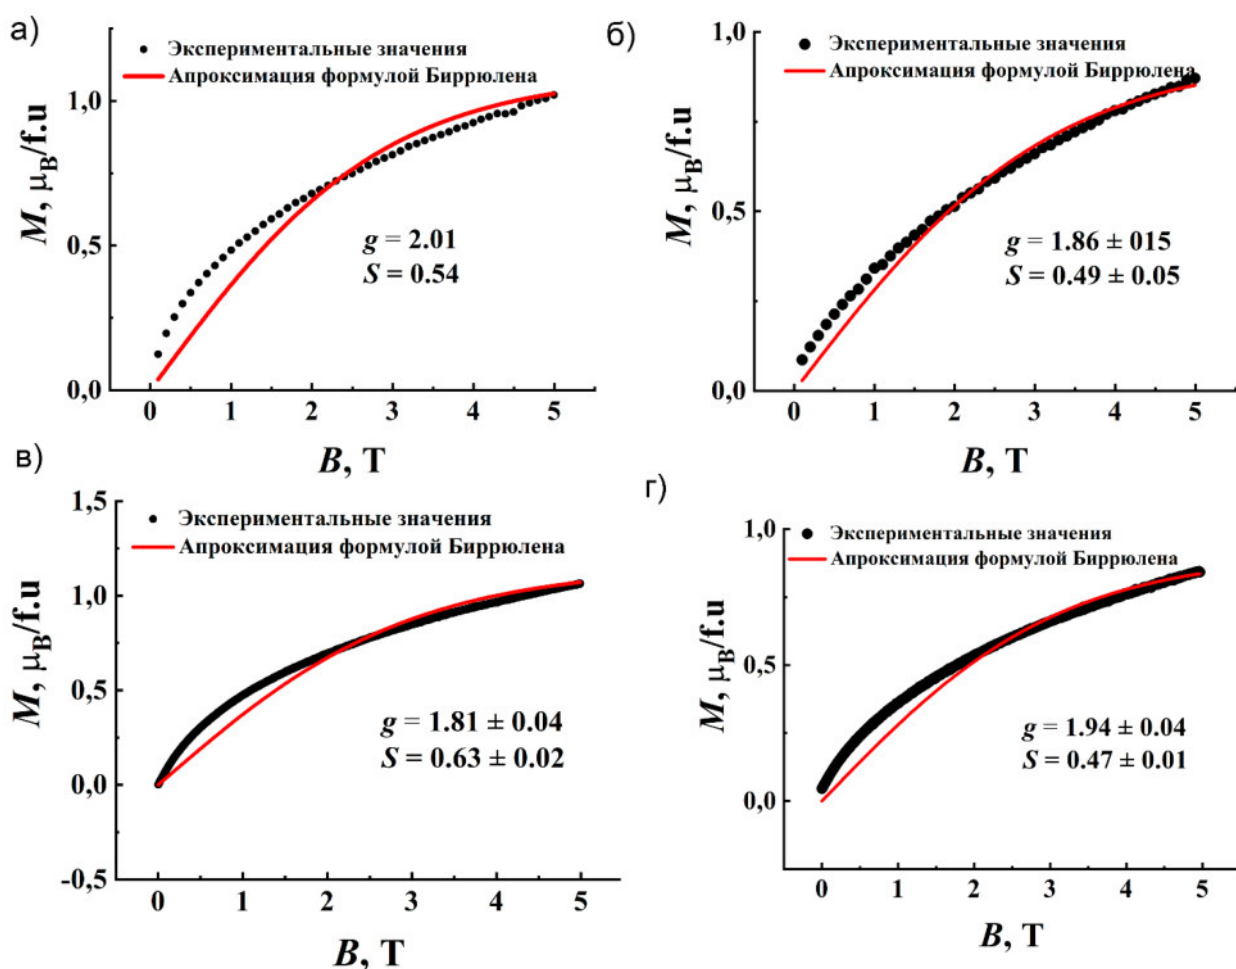 а)
Экспериментальные значения
Апроксимация формулой Биррюлена
M, μB/f.u
1,0
0,5
0,0
g = 2.01
S = 0.54
0 1 2 3 4 5
B, T
б)
Экспериментальные значения
Апроксимация формулой Биррюлена
M, μB/f.u
1,0
0,5
0,0
g = 1.86 ± 015
S = 0.49 ± 0.05
0 1 2 3 4 5
B, T
в)
Экспериментальные значения
Апроксимация формулой Биррюлена
M, μB/f.u
1,5
1,0
0,5
0,0
-0,5
g = 1.81 ± 0.04
S = 0.63 ± 0.02
0 1 2 3 4 5
B, T
г)
Экспериментальные значения
Апроксимация формулой Биррюлена
M, μB/f.u
1,0
0,5
0,0
g = 1.94 ± 0.04
S = 0.47 ± 0.01
0 1 2 3 4 5
B, T